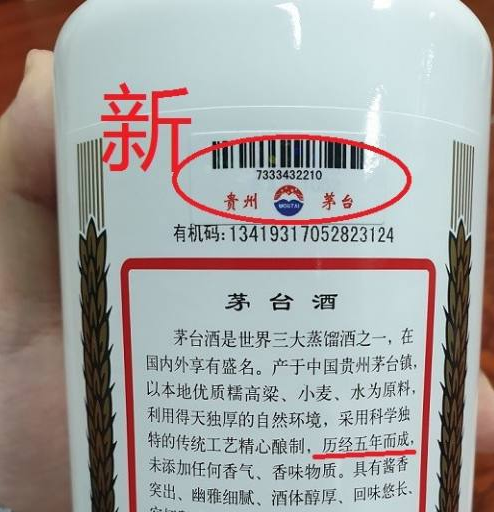 新
7333432210
贵州 MOUTAI 茅台
有机码:13419317052823124
茅台酒
茅台酒是世界三大蒸馏酒之一，在
国内外享有盛名。产于中国贵州茅台镇，
以本地优质糯高粱、小麦、水为原料，
利用得天独厚的自然环境，采用科学独
特的传统工艺精心酿制，历经五年而成，
未添加任何香气、香味物质。具有酱香
突出、幽雅细腻、酒体醇厚、回味悠长、